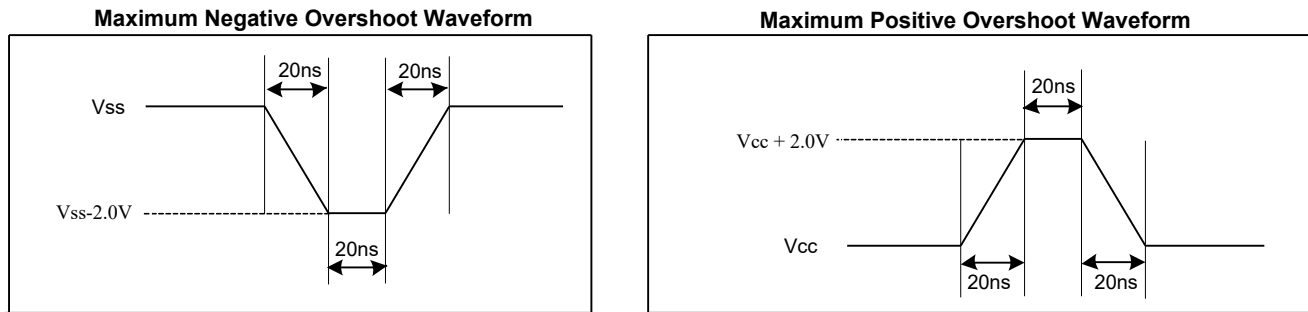 Maximum Negative Overshoot Waveform
20ns
20ns
Vss
Vss-2.0V
20ns
Maximum Positive Overshoot Waveform
20ns
Vcc + 2.0V
Vcc
20ns
20ns